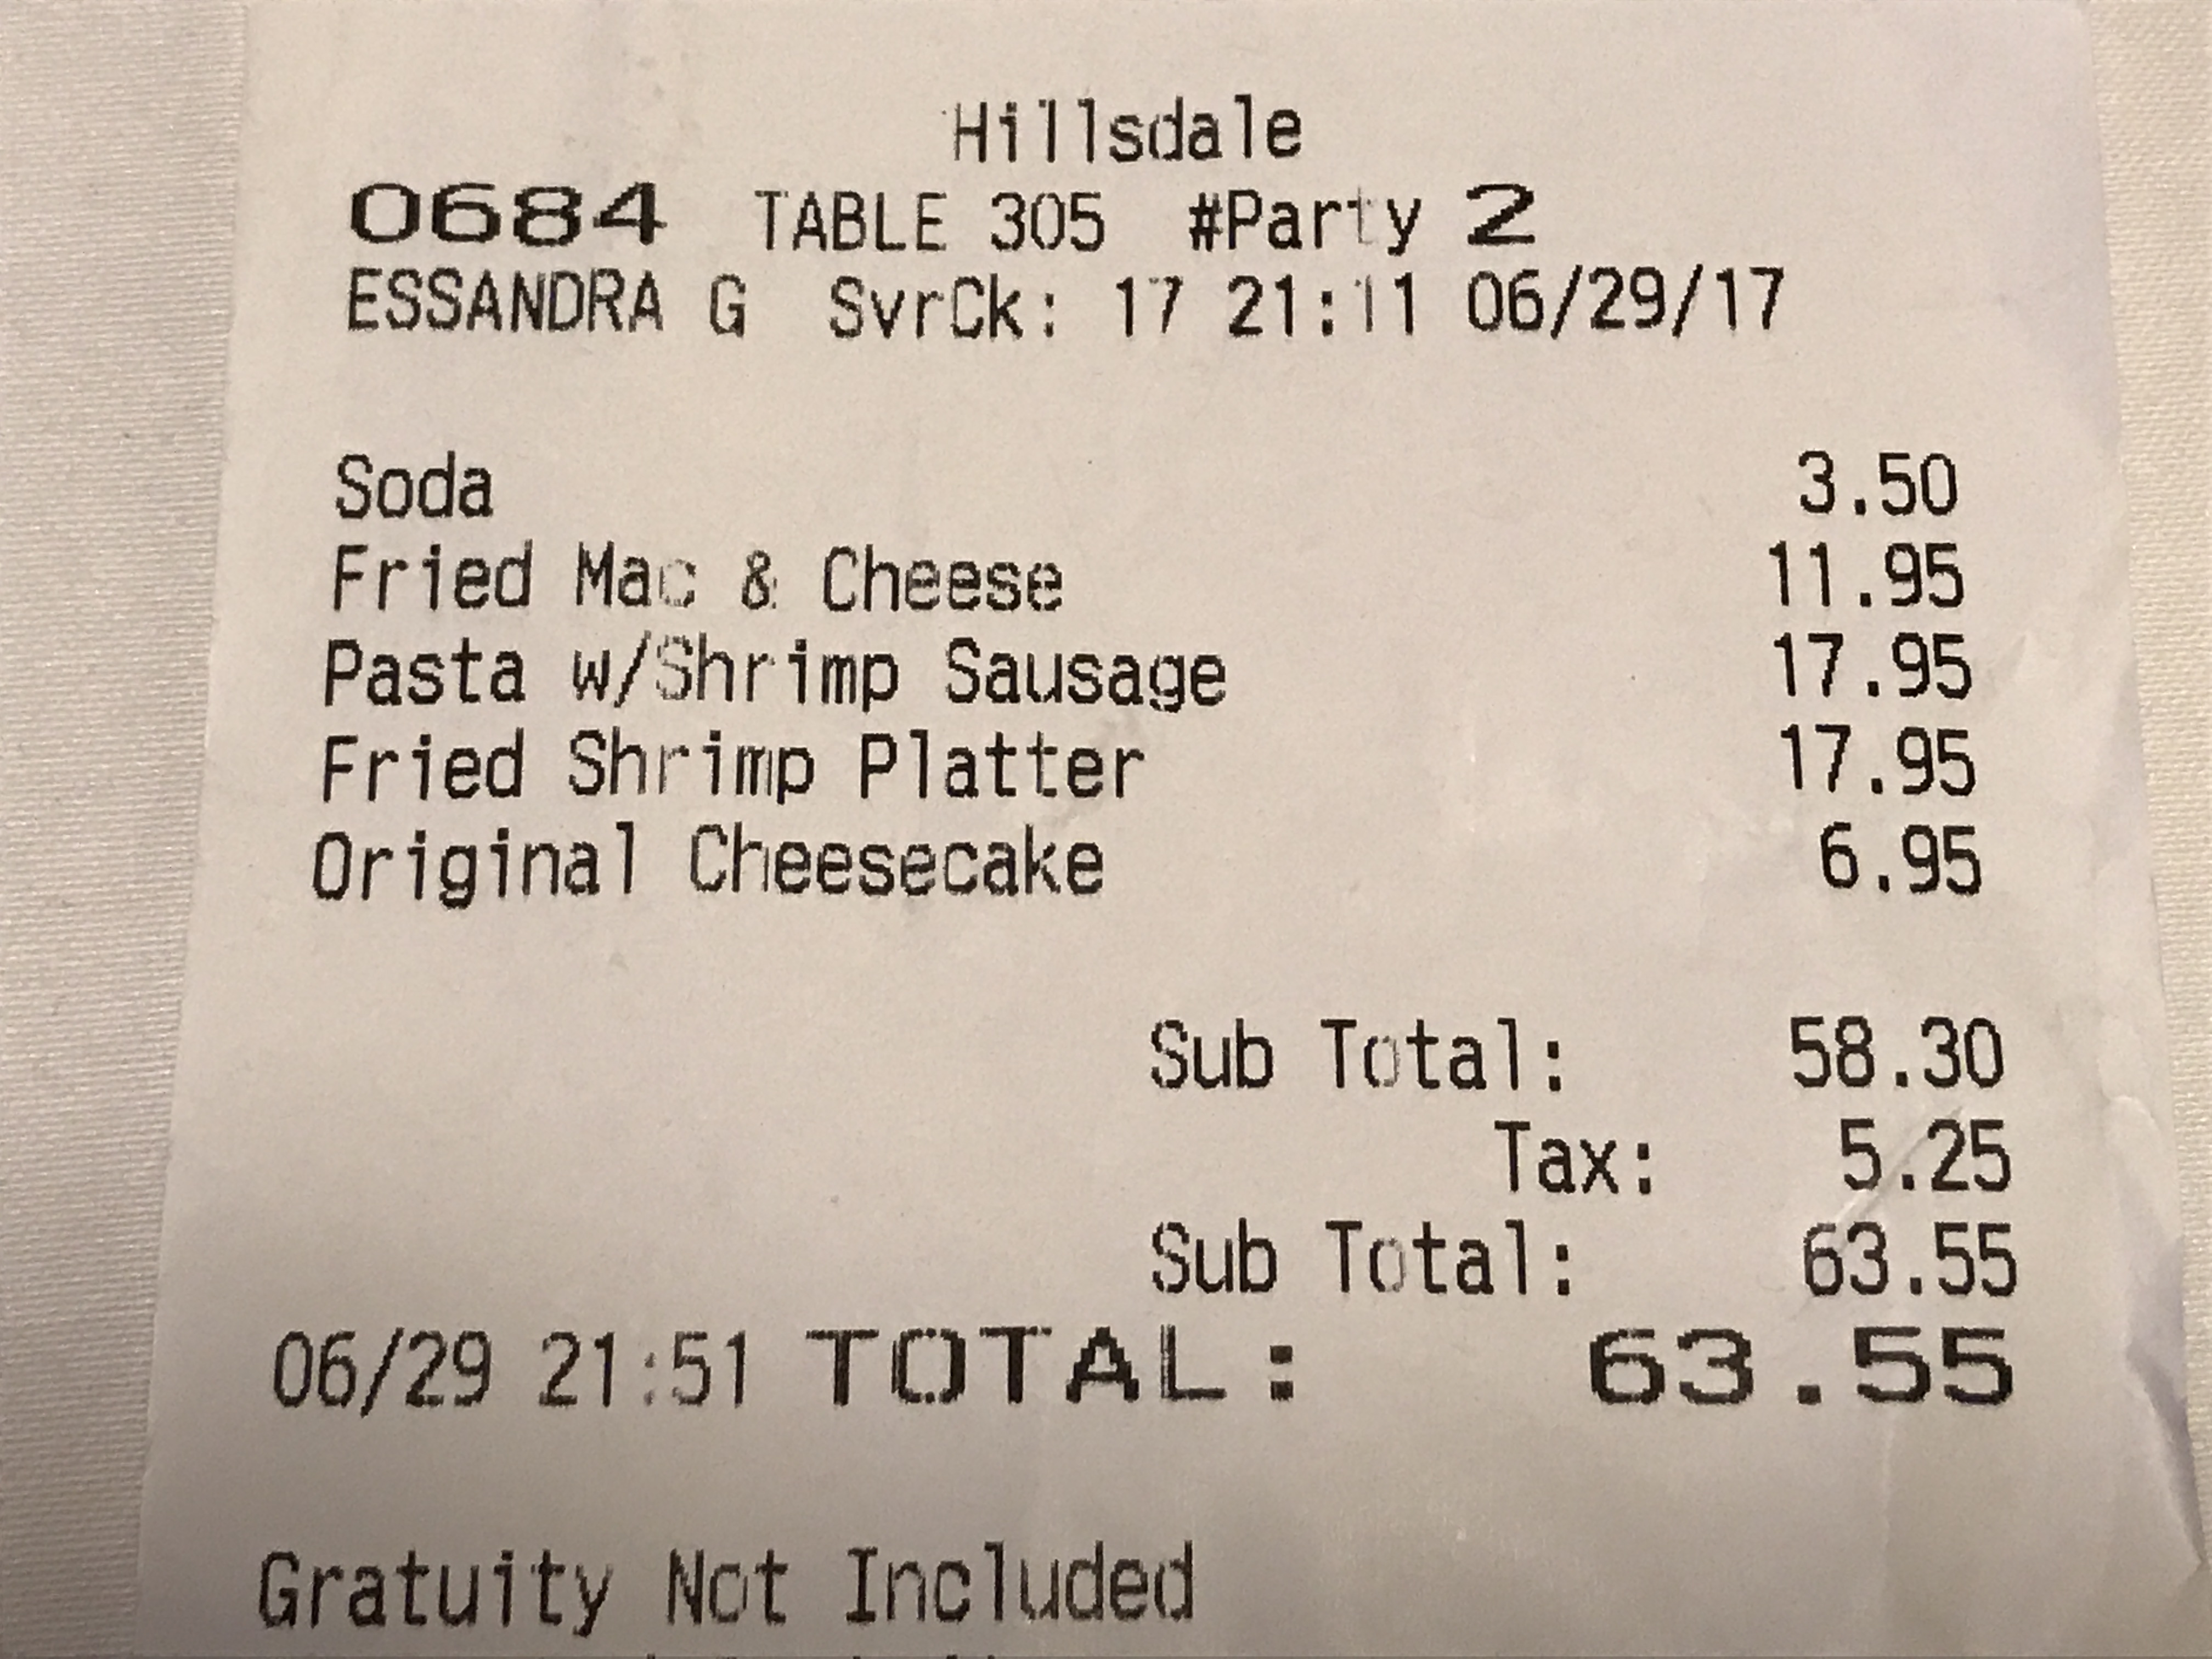 Hillsdale
0684 TABLE 305 #Party 2
ESSANDRA G SvrCk: 17 21:11 06/29/17
Soda 3.50
Fried Mac & Cheese 11.95
Pasta w/Shrimp Sausage 17.95
Fried Shrimp Platter 17.95
Original Cheesecake 6.95
Sub Total: 58.30
Tax: 5.25
Sub Total: 63.55
06/29 21:51 TOTAL: 63.55
Gratuity Not Included